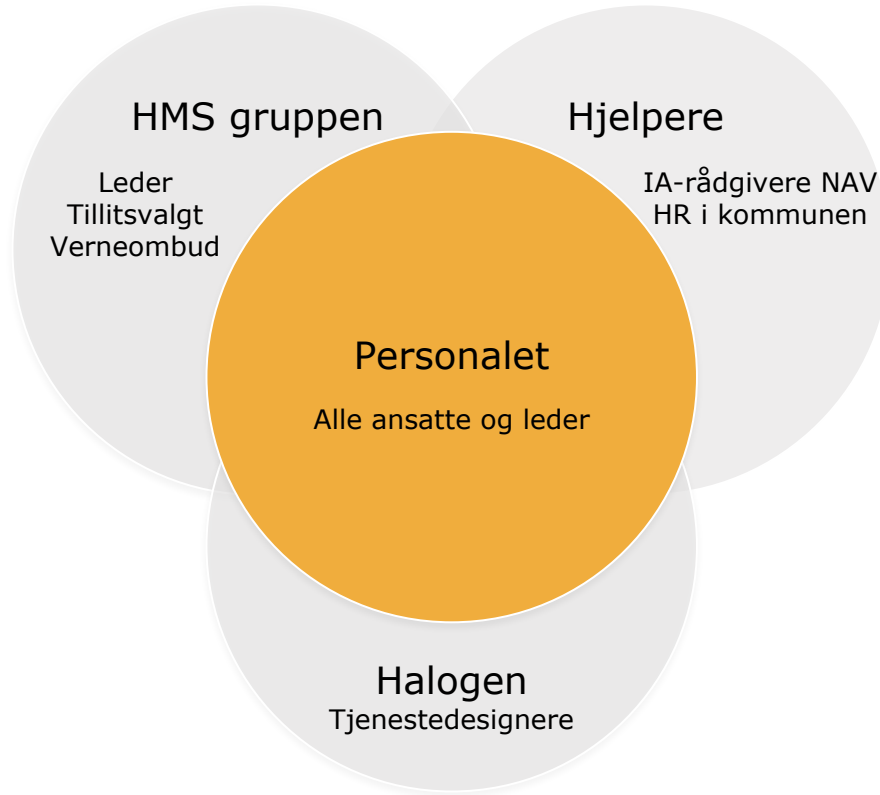 HMS gruppen
Leder
Tillitsvalgt
Verneombud
Hjelpere
IA-rådgivere NAV
HR i kommunen
Personalet
Alle ansatte og leder
Halogen
Tjenestedesignere